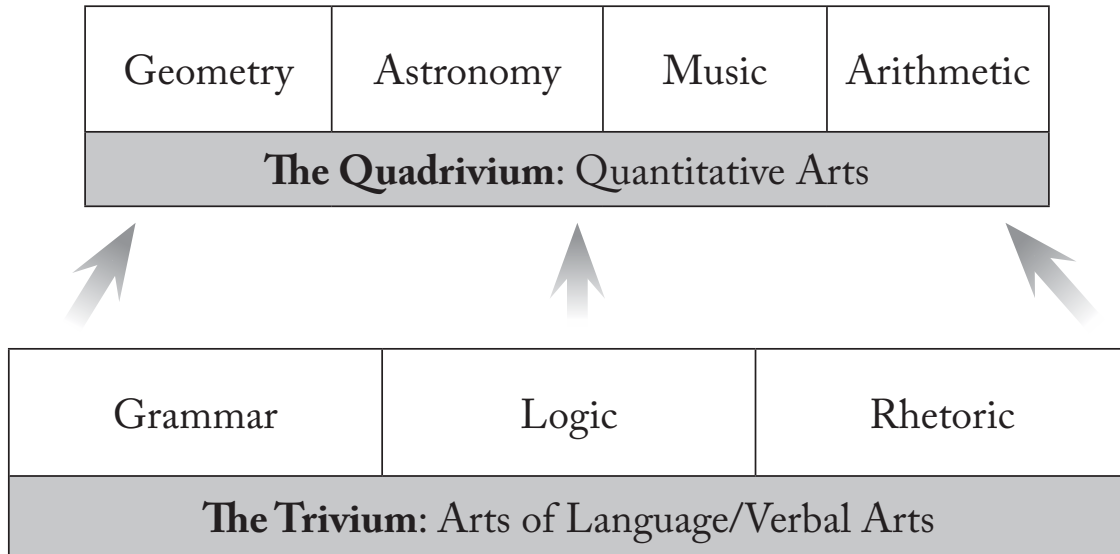 Geometry Astronomy Music Arithmetic
The Quadrivium: Quantitative Arts
Grammar Logic Rhetoric
The Trivium: Arts of Language/Verbal Arts